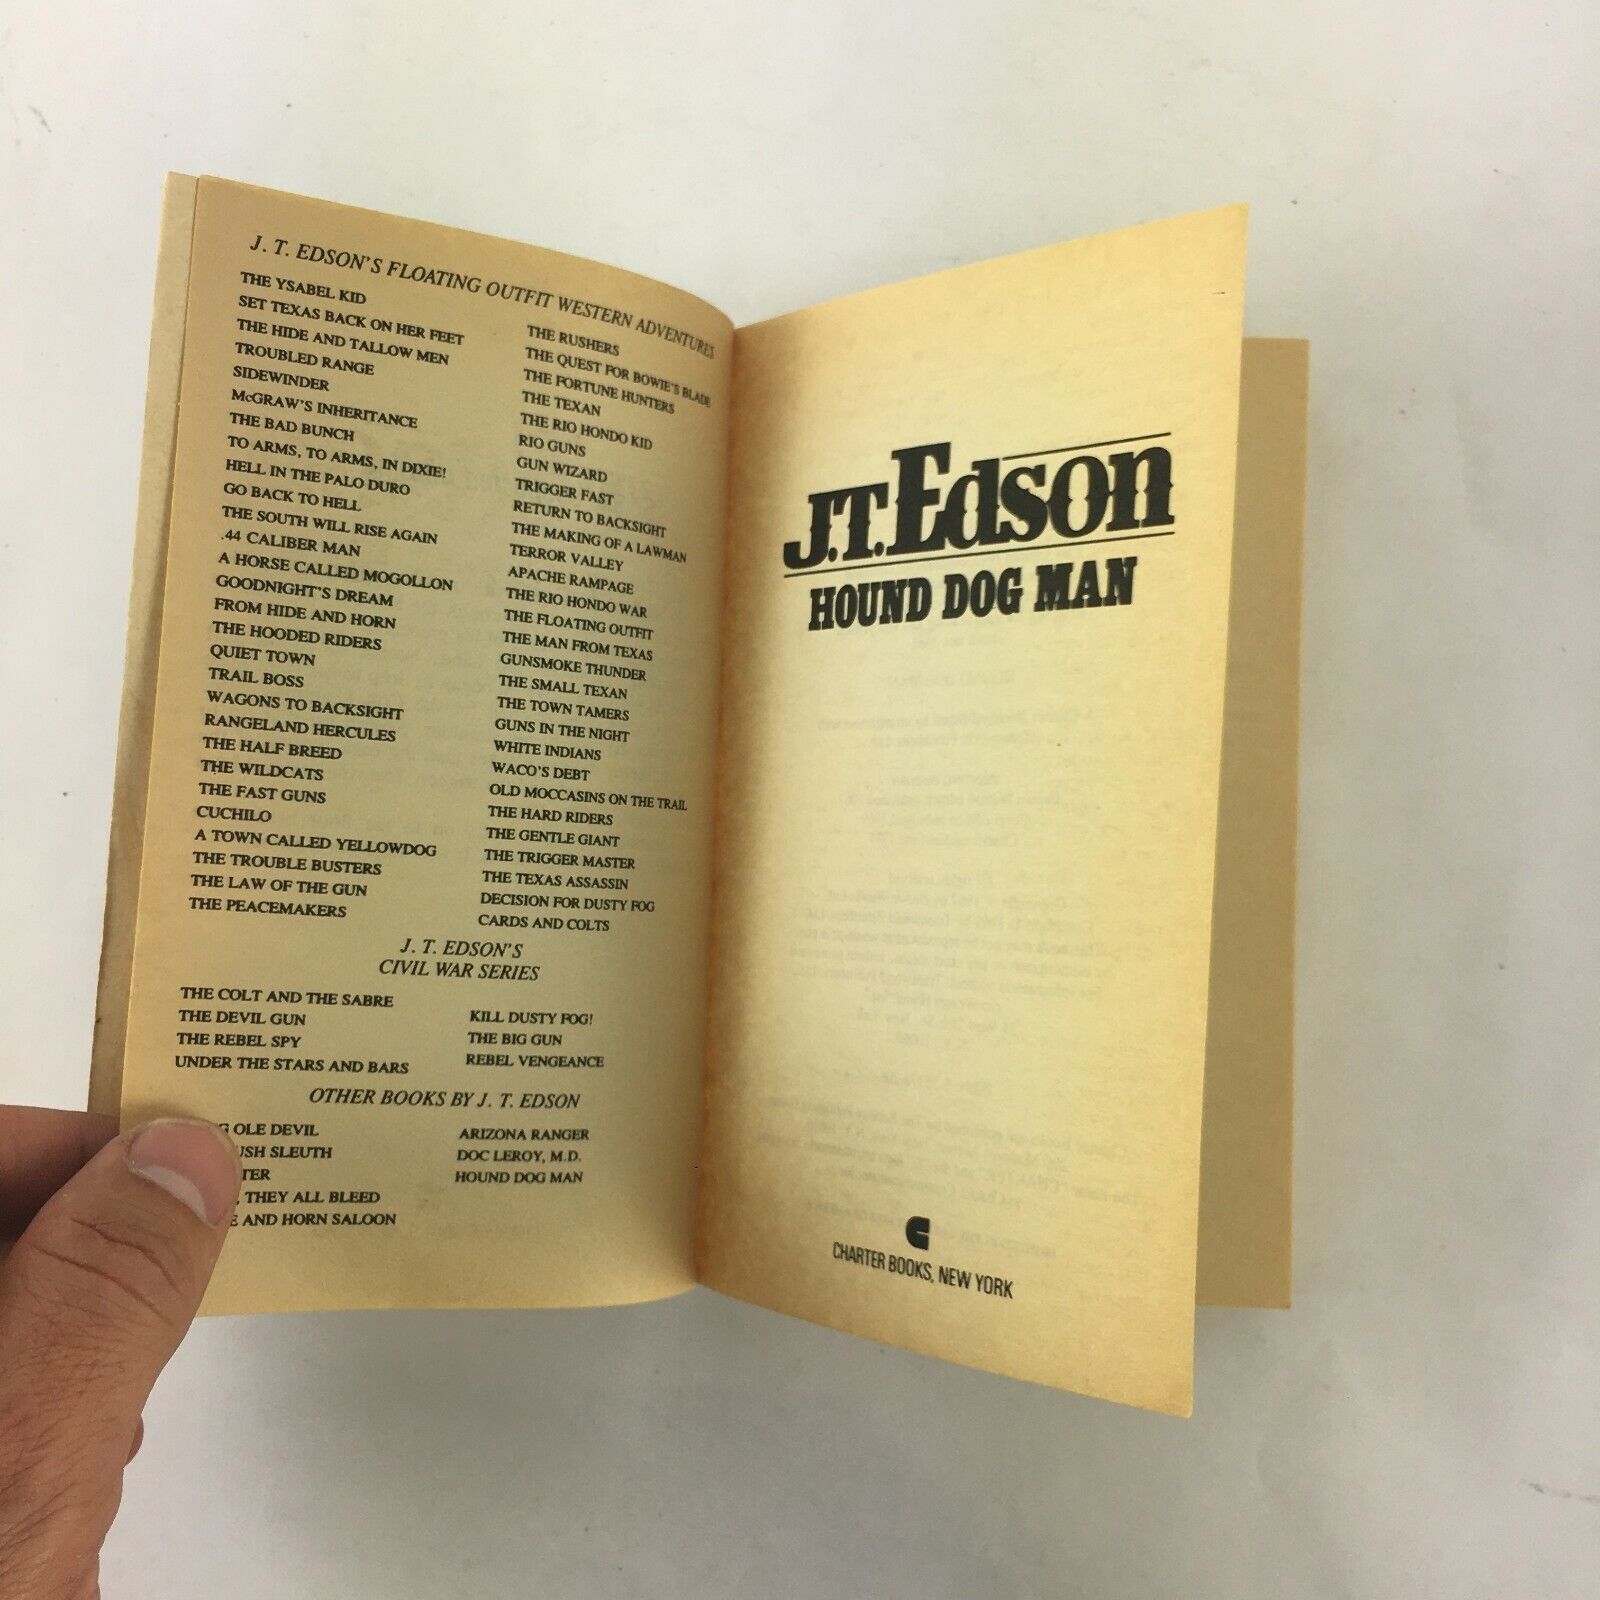 J. T. EDSON'S FLOATING OUTFIT WESTERN ADVENTURES
THE YSABEL KID
SET TEXAS BACK ON HER FEET
THE HIDE AND TALLOW MEN
TROUBLED RANGE
SIDEWINDER
McGRAW'S INHERITANCE
THE BAD BUNCH
TO ARMS, TO ARMS, IN DIXIE!
HELL IN THE PALO DURO
GO BACK TO HELL
THE SOUTH WILL RISE AGAIN
.44 CALIBER MAN
A HORSE CALLED MOGOLLON
GOODNIGHT'S DREAM
FROM HIDE AND HORN
THE HOODED RIDERS
QUIET TOWN
TRAIL BOSS
WAGONS TO BACKSIGHT
RANGELAND HERCULES
THE HALF BREED
THE WILDCATS
THE FAST GUNS
CUCHILO
A TOWN CALLED YELLOWDOG
THE TROUBLE BUSTERS
THE LAW OF THE GUN
THE PEACEMAKERS
THE RUSHERS
THE QUEST FOR BOWIE'S BLADE
THE FORTUNE HUNTERS
THE TEXAN
THE RIO HONDO KID
RIO GUNS
GUN WIZARD
TRIGGER FAST
RETURN TO BACKSIGHT
THE MAKING OF A LAWMAN
TERROR VALLEY
APACHE RAMPAGE
THE RIO HONDO WAR
THE FLOATING OUTFIT
THE MAN FROM TEXAS
GUNSMOKE THUNDER
THE SMALL TEXAN
THE TOWN TAMERS
GUNS IN THE NIGHT
WHITE INDIANS
WACO'S DEBT
OLD MOCCASINS ON THE TRAIL
THE HARD RIDERS
THE GENTLE GIANT
THE TRIGGER MASTER
THE TEXAS ASSASSIN
DECISION FOR DUSTY FOG
CARDS AND COLTS
J. T. EDSON'S
CIVIL WAR SERIES
THE COLT AND THE SABRE
THE DEVIL GUN
THE REBEL SPY
UNDER THE STARS AND BARS
KILL DUSTY FOG!
THE BIG GUN
REBEL VENGEANCE
OTHER BOOKS BY J. T. EDSON
OLE DEVIL
SLEUTH
THEY ALL BLEED
AND HORN SALOON
ARIZONA RANGER
DOC LEROY, M.D.
HOUND DOG MAN
J.T. Edson
HOUND DOG MAN
CHARTER BOOKS, NEW YORK